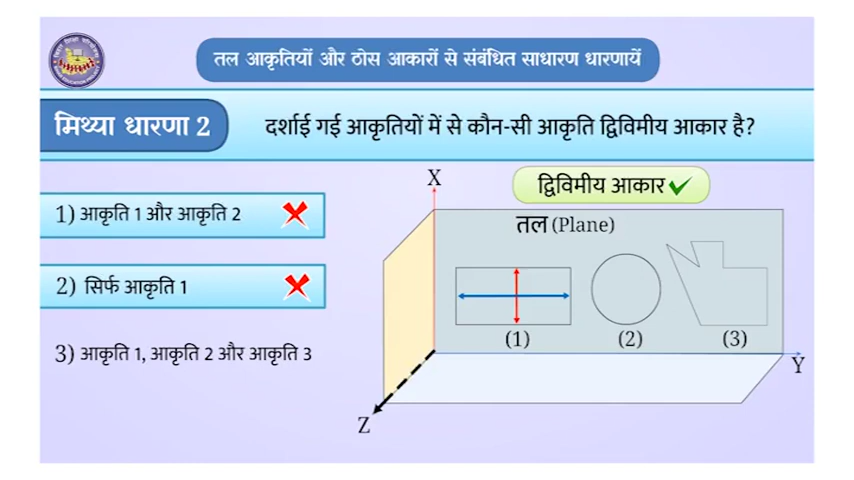 तल आकृतियों और ठोस आकारों से संबंधित साधारण धारणायें
मिथ्या धारणा 2
दर्शाई गई आकृतियों में से कौन-सी आकृति द्विविमीय आकार है?
1) आकृति 1 और आकृति 2
2) सिर्फ आकृति 1
3) आकृति 1, आकृति 2 और आकृति 3
द्विविमीय आकार
X
तल (Plane)
(1) (2) (3)
Y
Z